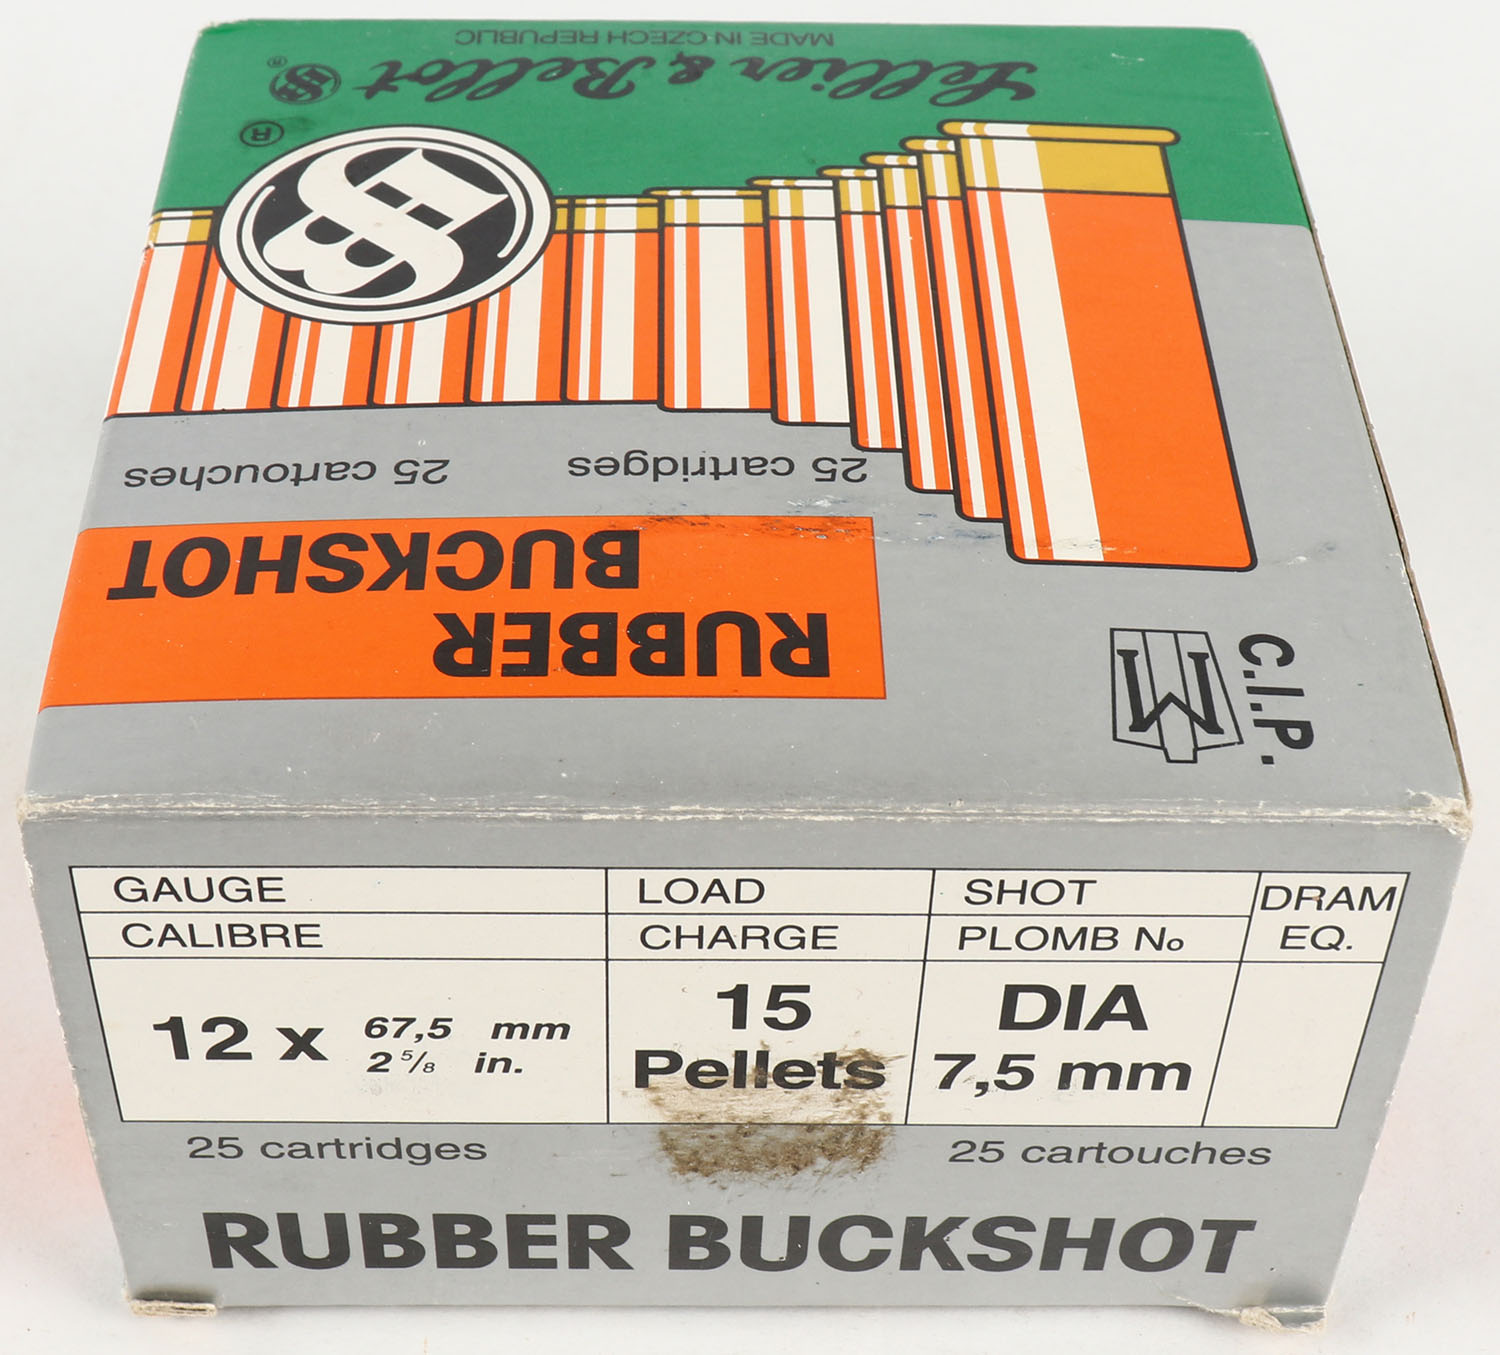 MADE IN CZECH REPUBLIC
Sellier & Bellot
SB
®
®
SB
25 cartridges 25 cartouches
RUBBER
BUCKSHOT
C.I.P.
GAUGE LOAD SHOT DRAM
CALIBRE CHARGE PLOMB No EQ.
12 x 67,5 mm 15 DIA
2 5/8 in. Pellets 7,5 mm
25 cartridges 25 cartouches
RUBBER BUCKSHOT